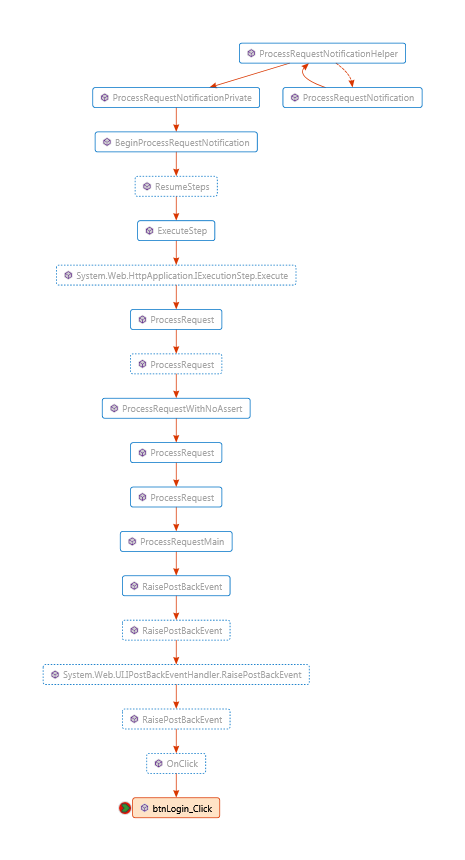 ProcessRequestNotificationHelper
ProcessRequestNotificationPrivate
ProcessRequestNotification
BeginProcessRequestNotification
ResumeSteps
ExecuteStep
System.Web.HttpApplication.IExecutionStep.Execute
ProcessRequest
ProcessRequest
ProcessRequestWithNoAssert
ProcessRequest
ProcessRequest
ProcessRequestMain
RaisePostBackEvent
RaisePostBackEvent
System.Web.UI.IPostBackEventHandler.RaisePostBackEvent
RaisePostBackEvent
OnClick
btnLogin_Click